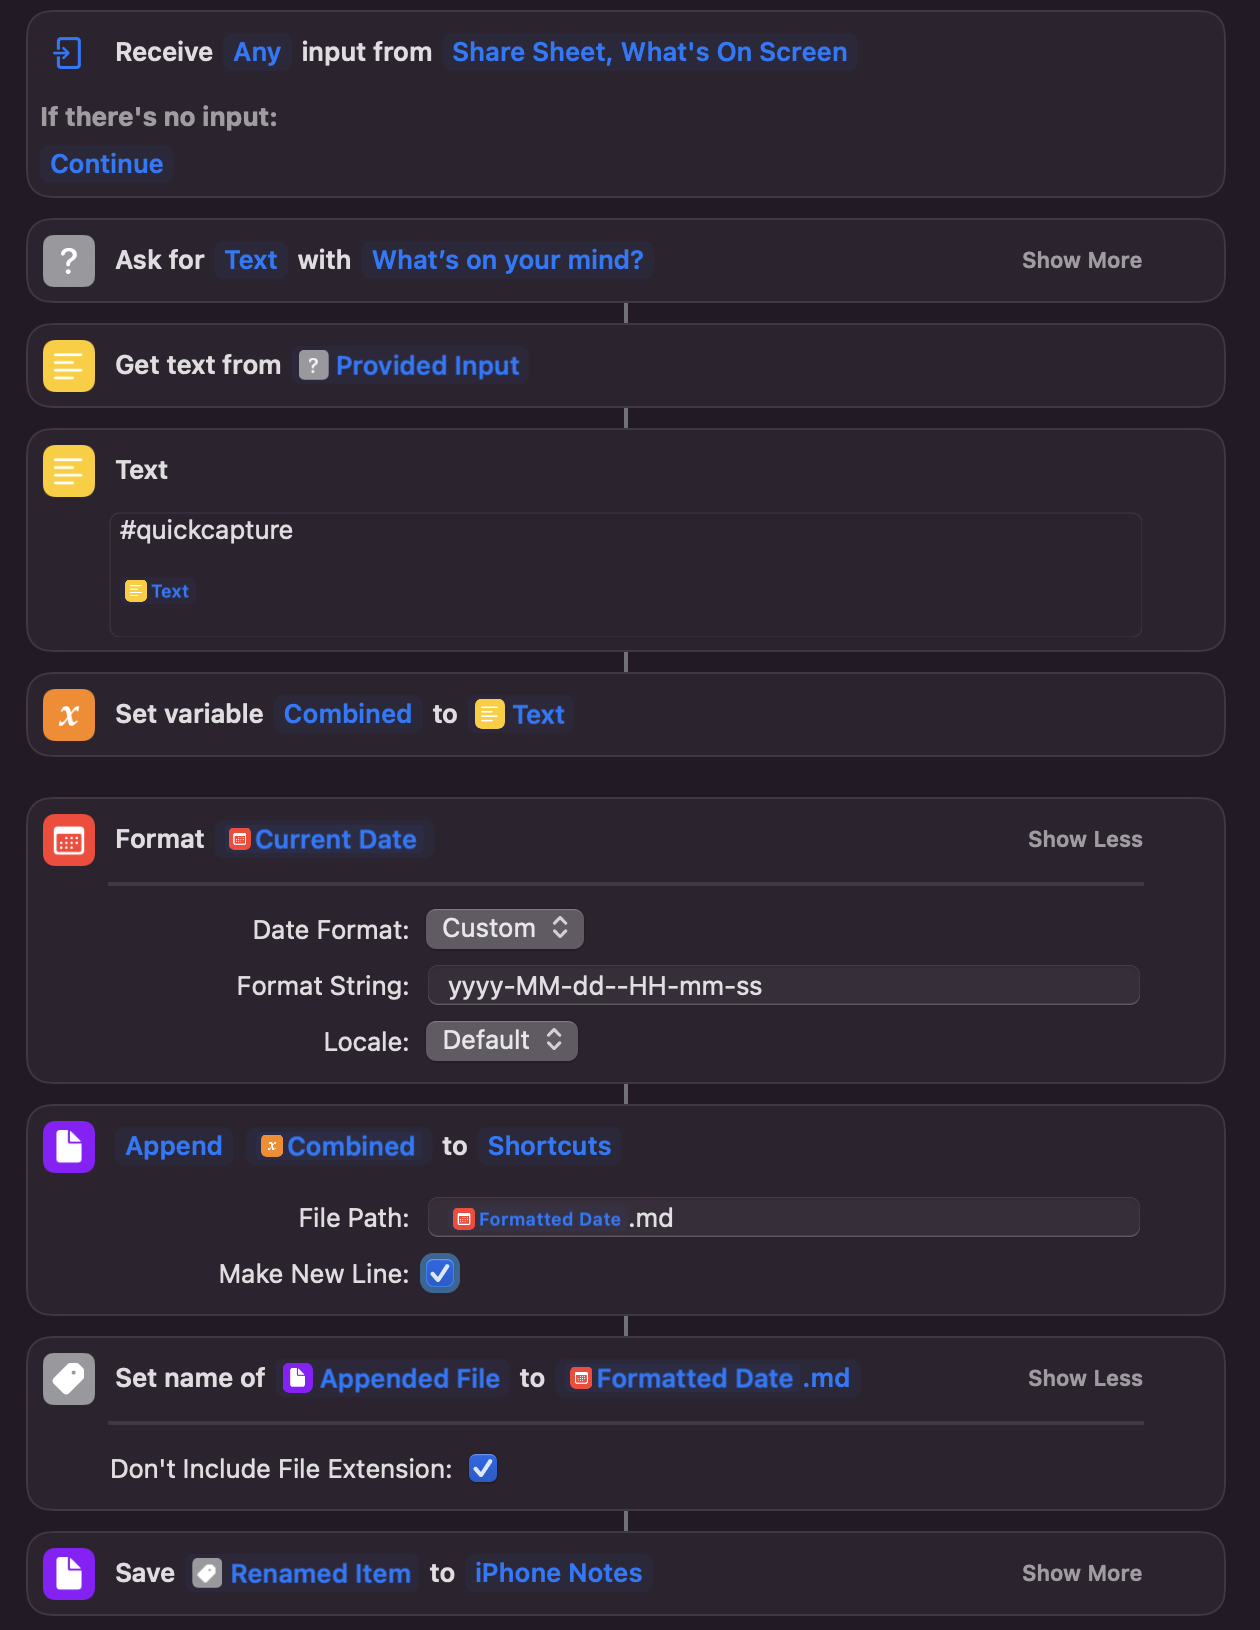 Receive Any input from Share Sheet, What's On Screen
If there's no input:
Continue
? Ask for Text with What’s on your mind? Show More
Get text from ? Provided Input
Text
#quickcapture
Text
x Set variable Combined to Text
Format Current Date Show Less
Date Format: Custom
Format String: yyyy-MM-dd--HH-mm-ss
Locale: Default
Append x Combined to Shortcuts
File Path: Formatted Date .md
Make New Line:
Set name of Appended File to Formatted Date .md Show Less
Don't Include File Extension:
Save Renamed Item to iPhone Notes Show More